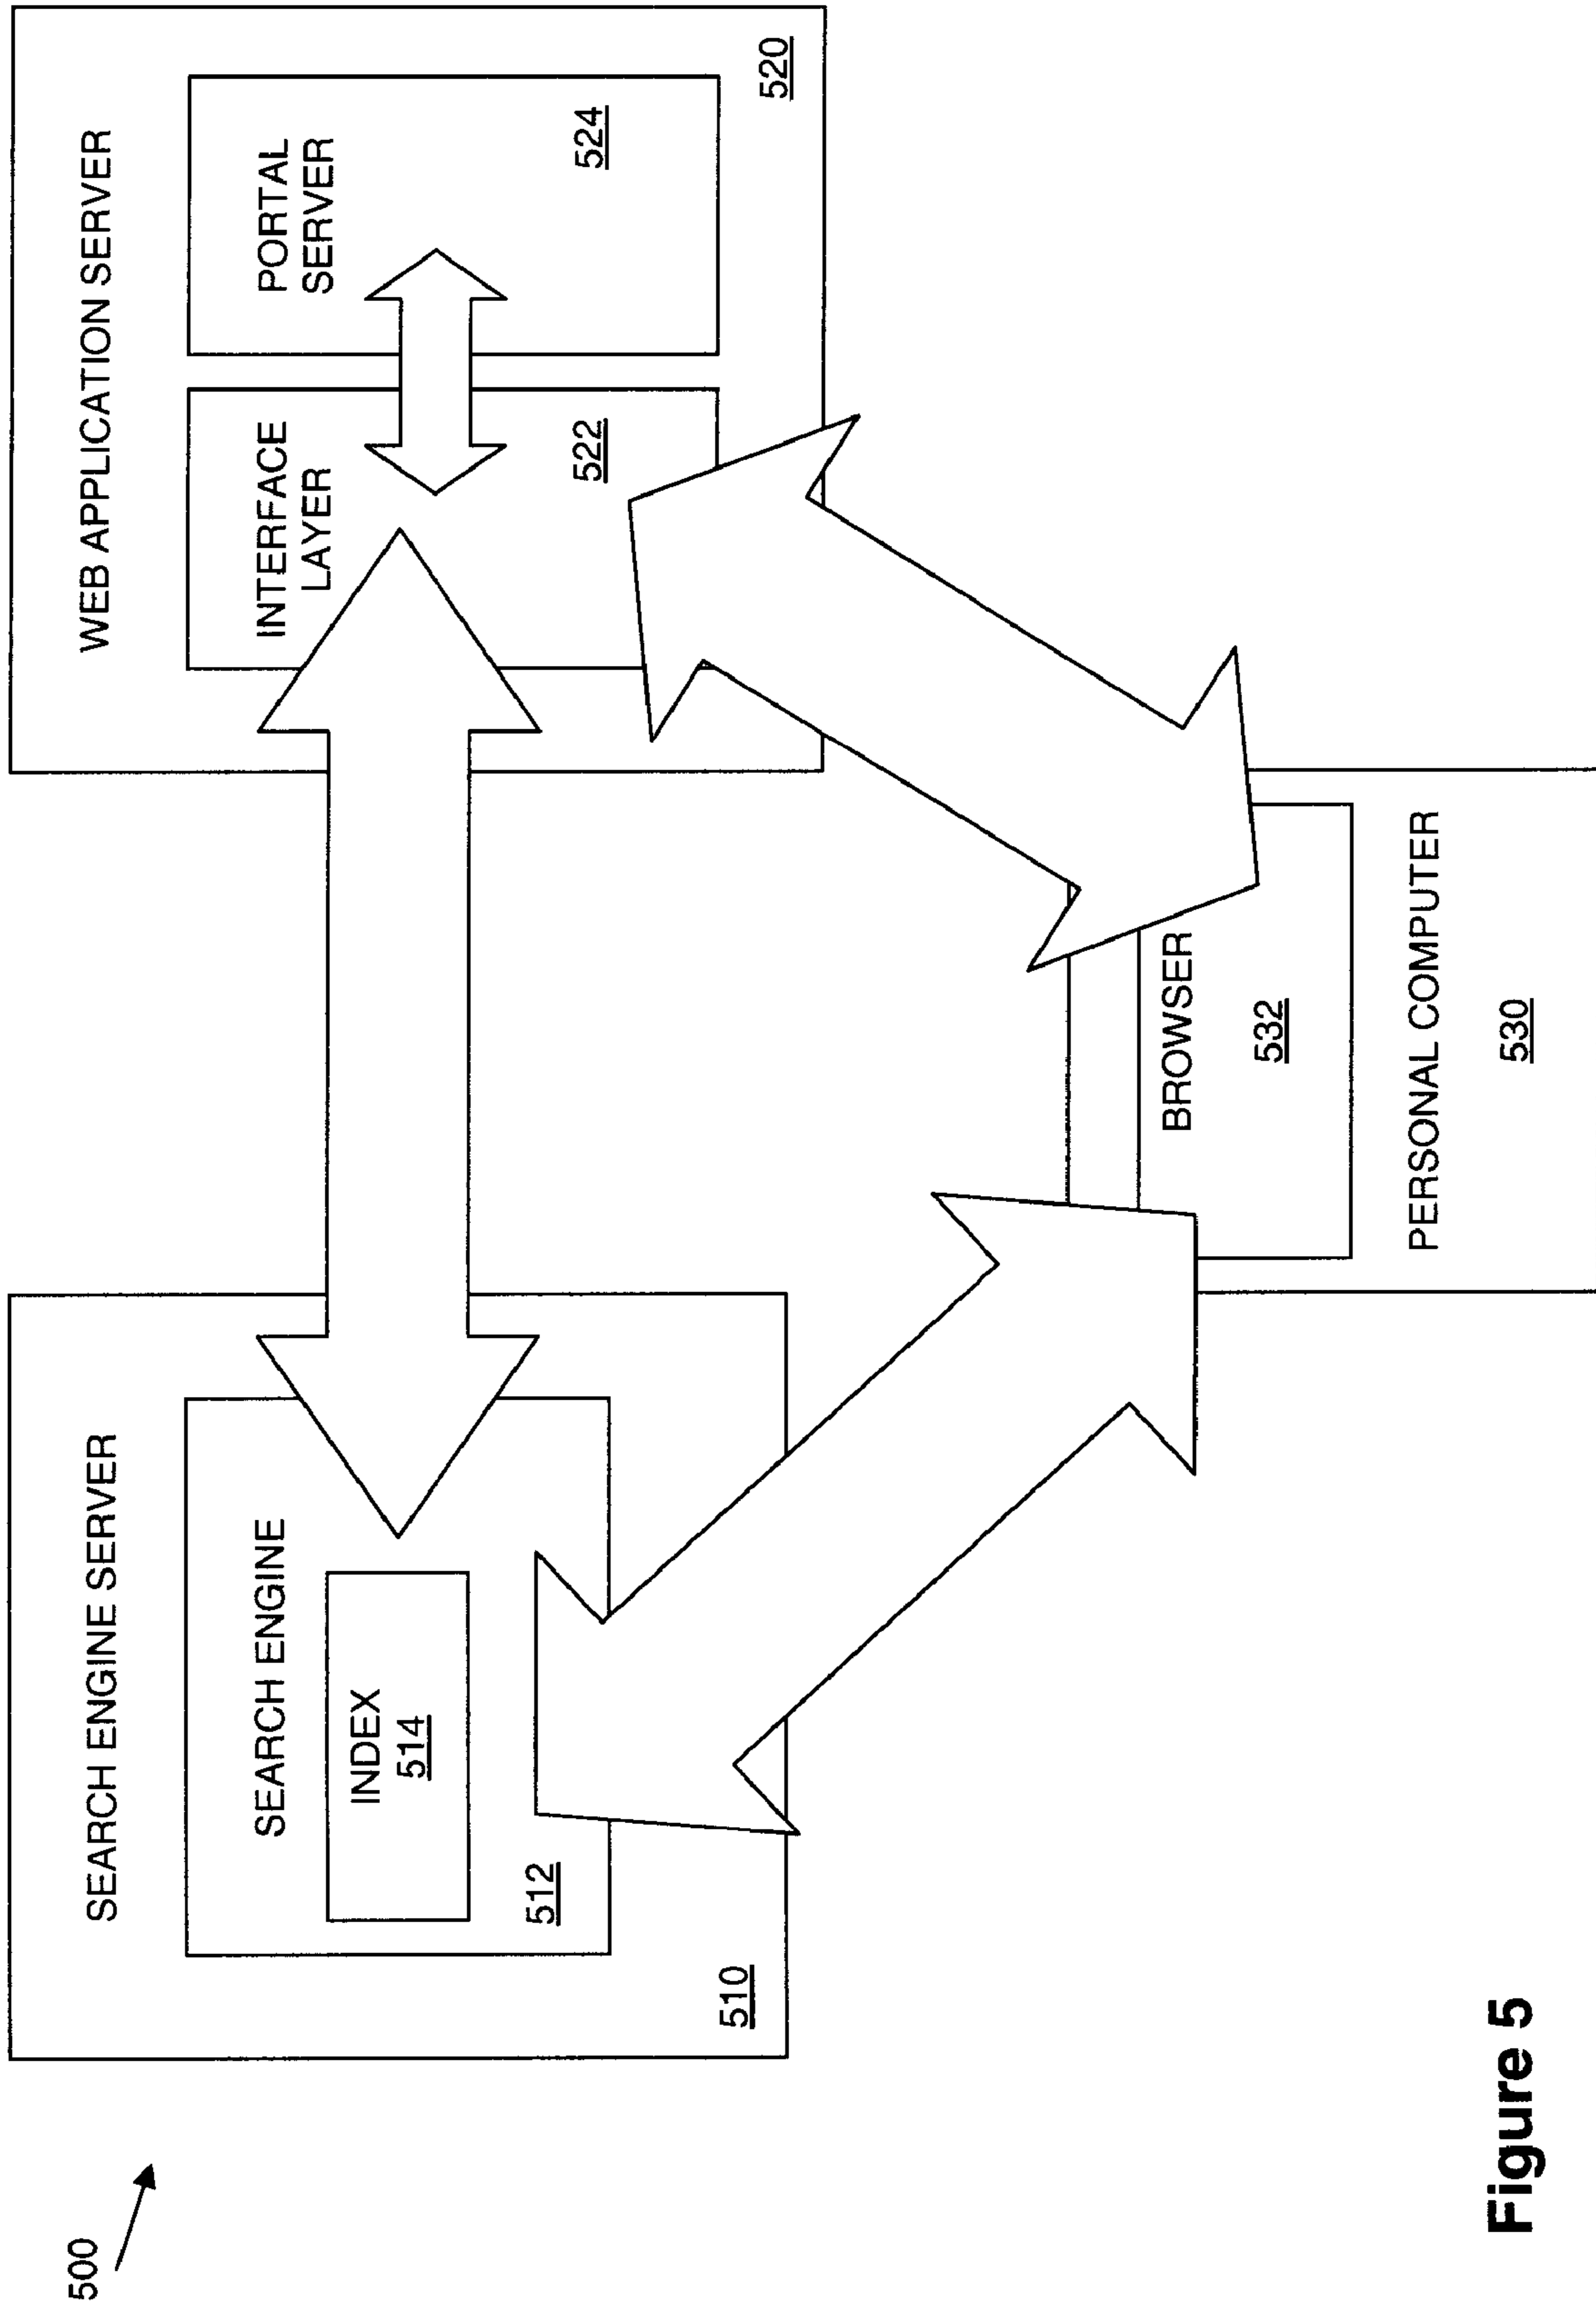 500
SEARCH ENGINE SERVER
SEARCH ENGINE
INDEX
514
512
510
WEB APPLICATION SERVER
INTERFACE
LAYER
522
PORTAL
SERVER
524
520
BROWSER
532
PERSONAL COMPUTER
530
Figure 5